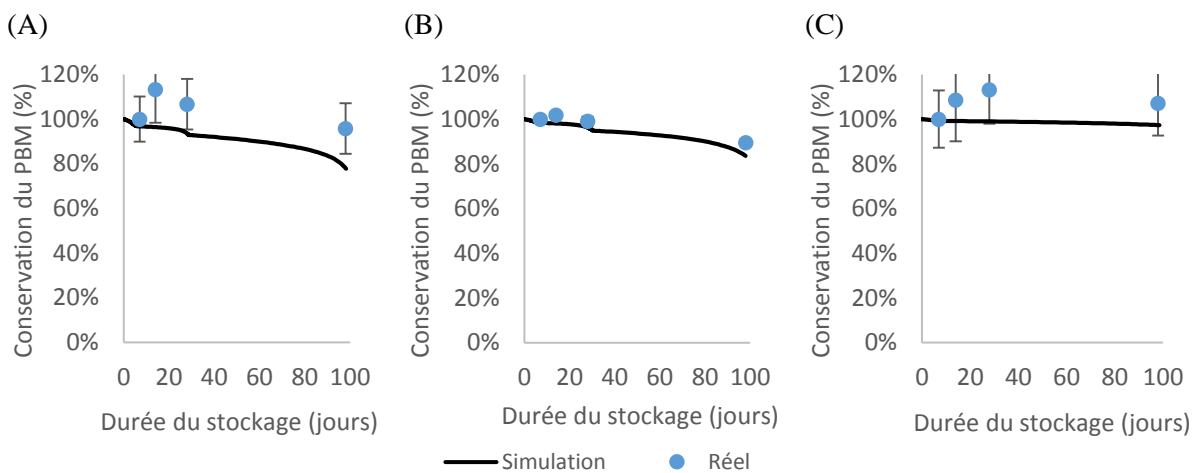 (A)
Conservation du PBM (%)
120%
100%
80%
60%
40%
20%
0%
0 20 40 60 80 100
Durée du stockage (jours)
(B)
Conservation du PBM (%)
120%
100%
80%
60%
40%
20%
0%
0 20 40 60 80 100
Durée du stockage (jours)
(C)
Conservation du PBM (%)
120%
100%
80%
60%
40%
20%
0%
0 20 40 60 80 100
Durée du stockage (jours)
Simulation Réel